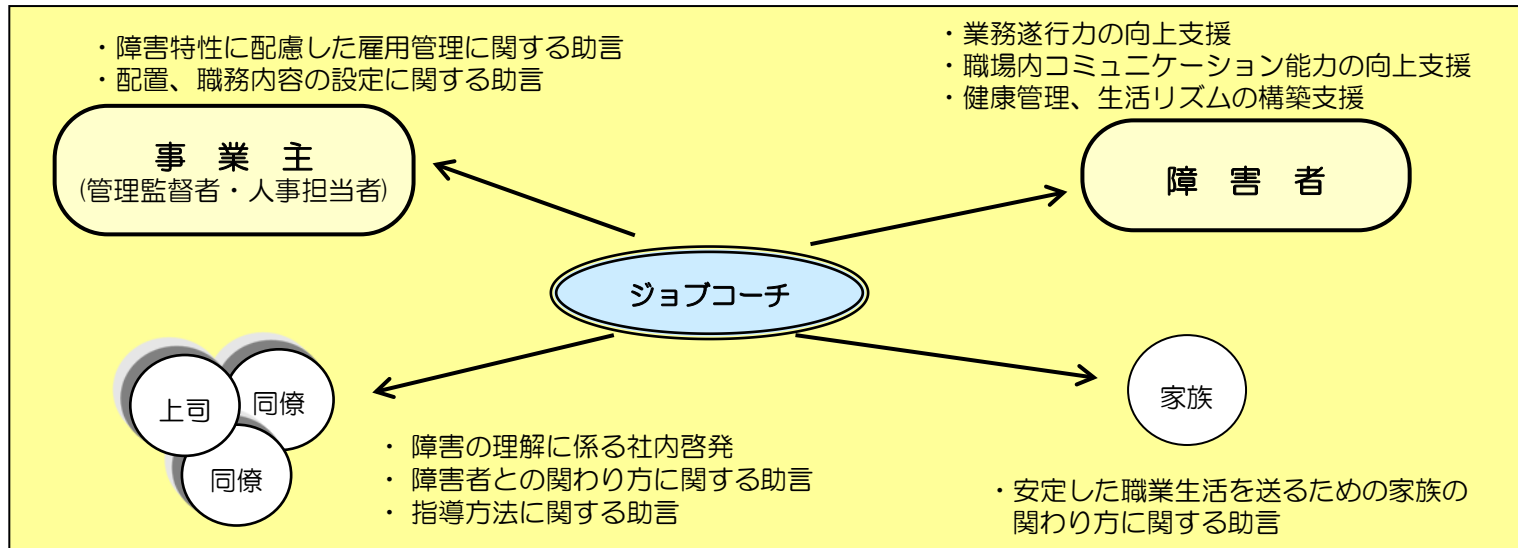 ・障害特性に配慮した雇用管理に関する助言
・配置、職務内容の設定に関する助言
事　業　主
(管理監督者・人事担当者)
・業務遂行力の向上支援
・職場内コミュニケーション能力の向上支援
・健康管理、生活リズムの構築支援
障　害　者
ジョブコーチ
上司
同僚
同僚
・ 障害の理解に係る社内啓発
・ 障害者との関わり方に関する助言
・ 指導方法に関する助言
家族
・安定した職業生活を送るための家族の
関わり方に関する助言